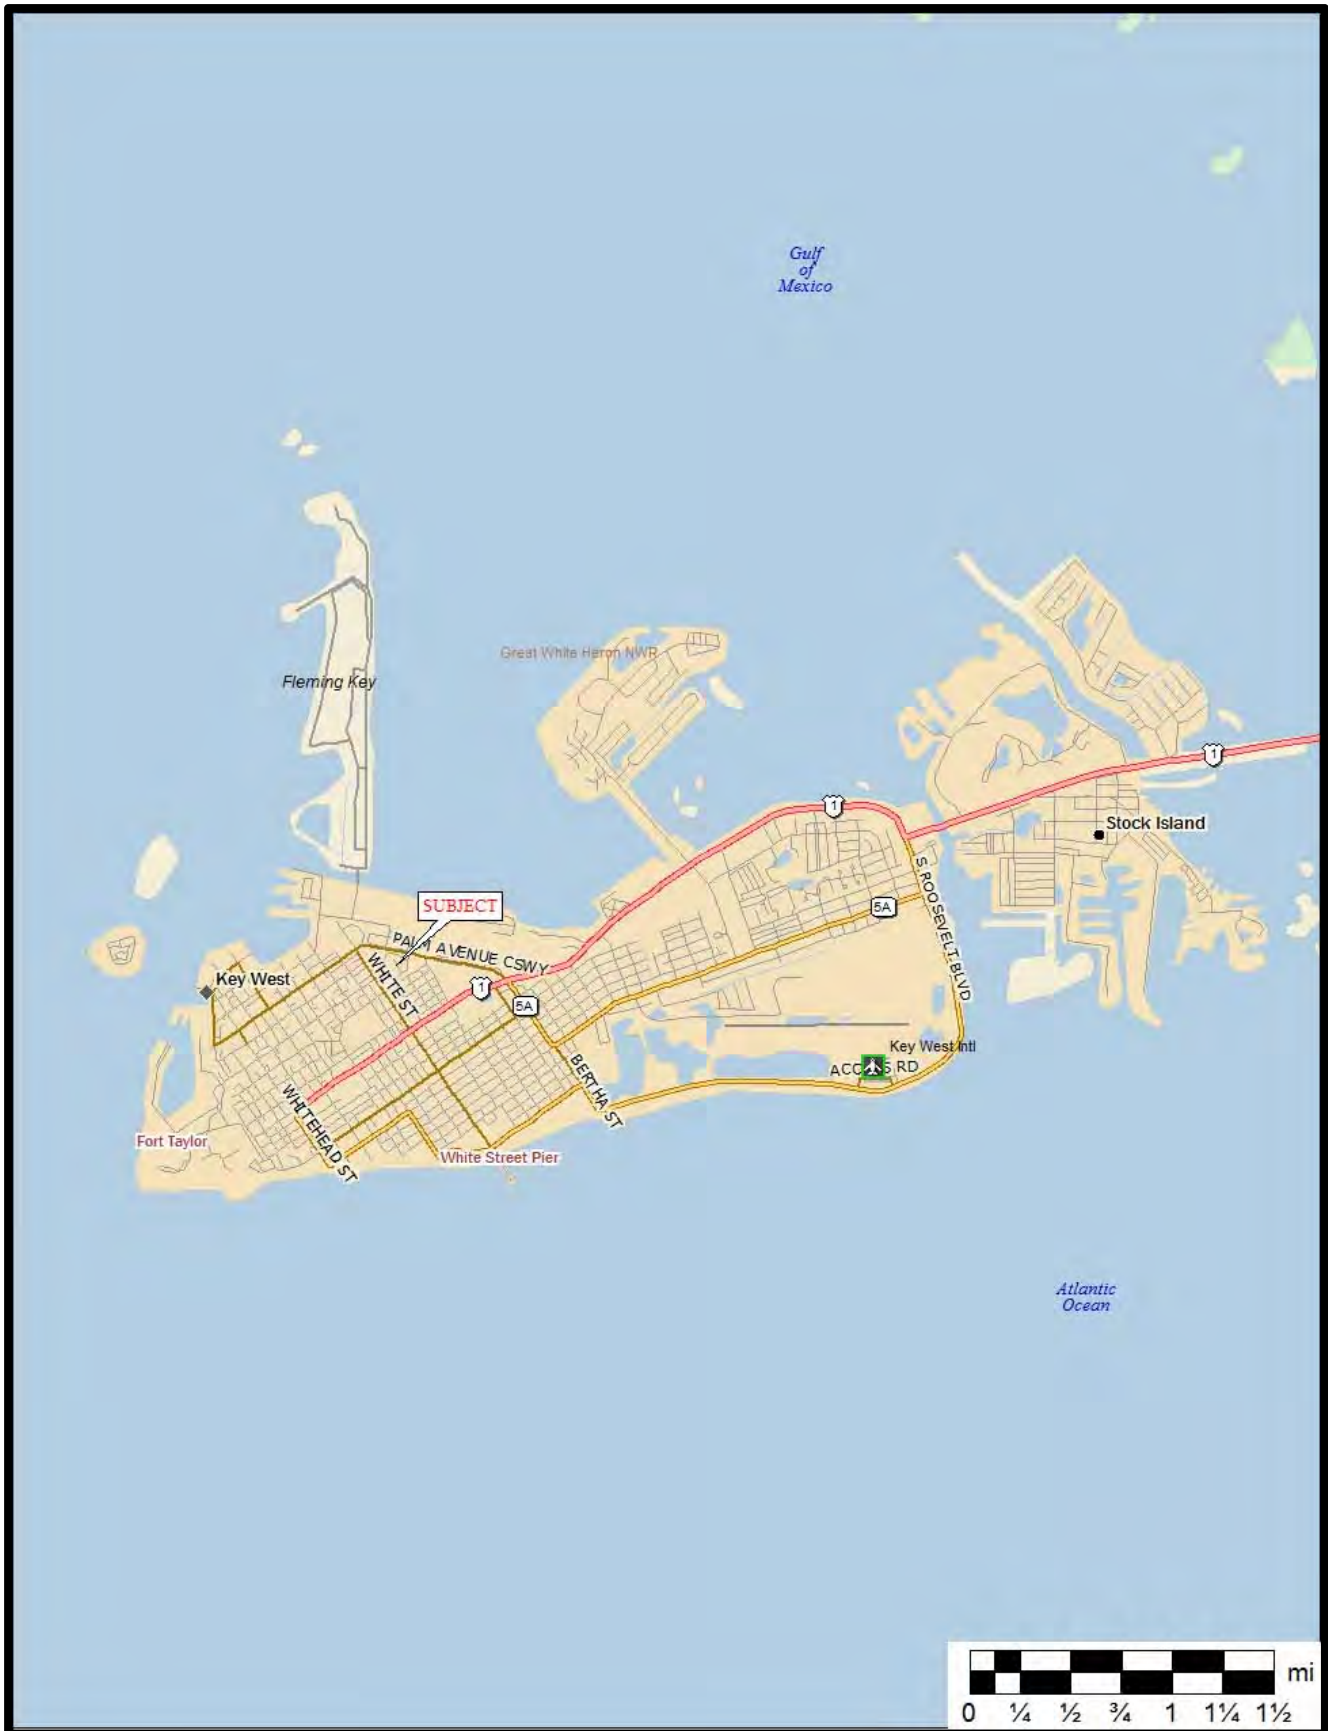 Gulf
of
Mexico
Great White Heron NWR
Fleming Key
1
1
Stock Island
SUBJECT
5A
S. ROOSEVELT BLVD
PALM AVENUE CSWY
WHITE ST
Key West
1
5A
Key West Intl
BERTHA ST
WHITEHEAD ST
Fort Taylor
White Street Pier
Atlantic
Ocean
mi
0 ¼ ½ ¾ 1 1¼ 1½